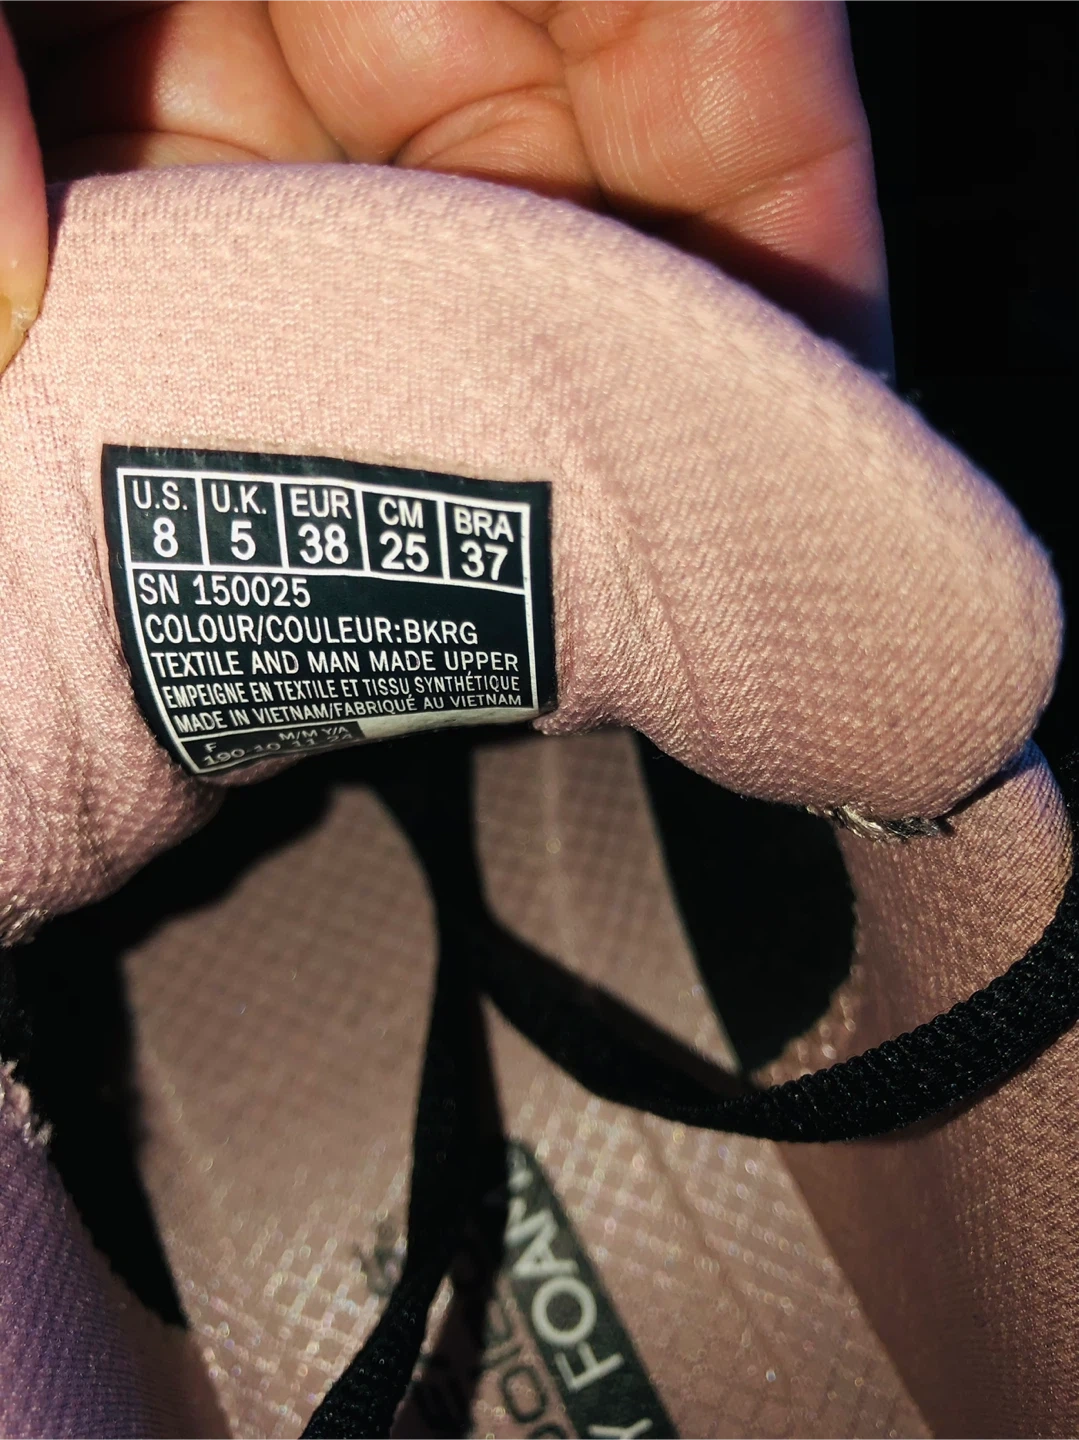 U.S. U.K. EUR CM BRA
8 5 38 25 37
SN 150025
COLOUR/COULEUR:BKRG
TEXTILE AND MAN MADE UPPER
EMPEIGNE EN TEXTILE ET TISSU SYNTHÉTIQUE
MADE IN VIETNAM/FABRIQUÉ AU VIETNAM
F M/M Y/A
Y FOAM